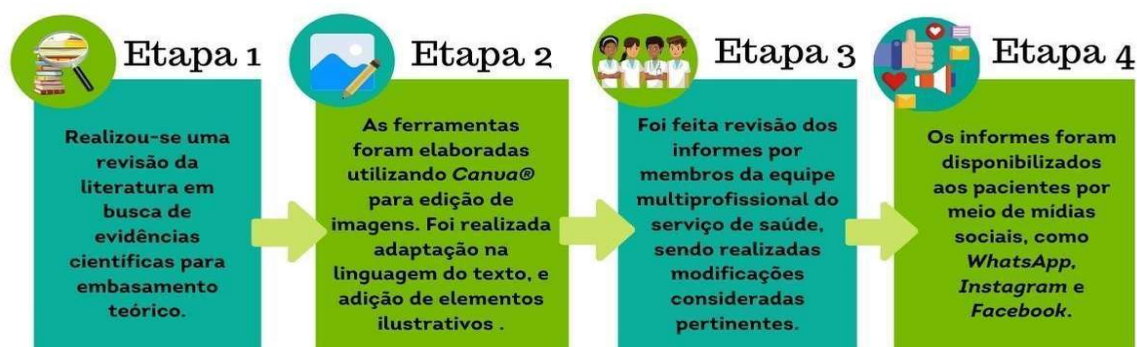 Etapa 1
Realizou-se uma
revisão da
literatura em
busca de
evidências
científicas para
embasamento
teórico.
Etapa 2
As ferramentas
foram elaboradas
utilizando Canva®
para edição de
imagens. Foi realizada
adaptação na
linguagem do texto, e
adição de elementos
ilustrativos .
Etapa 3
Foi feita revisão dos
informes por
membros da equipe
multiprofissional do
serviço de saúde,
sendo realizadas
modificações
consideradas
pertinentes.
Etapa 4
Os informes foram
disponibilizados
aos pacientes por
meio de mídias
sociais, como
WhatsApp,
Instagram e
Facebook.